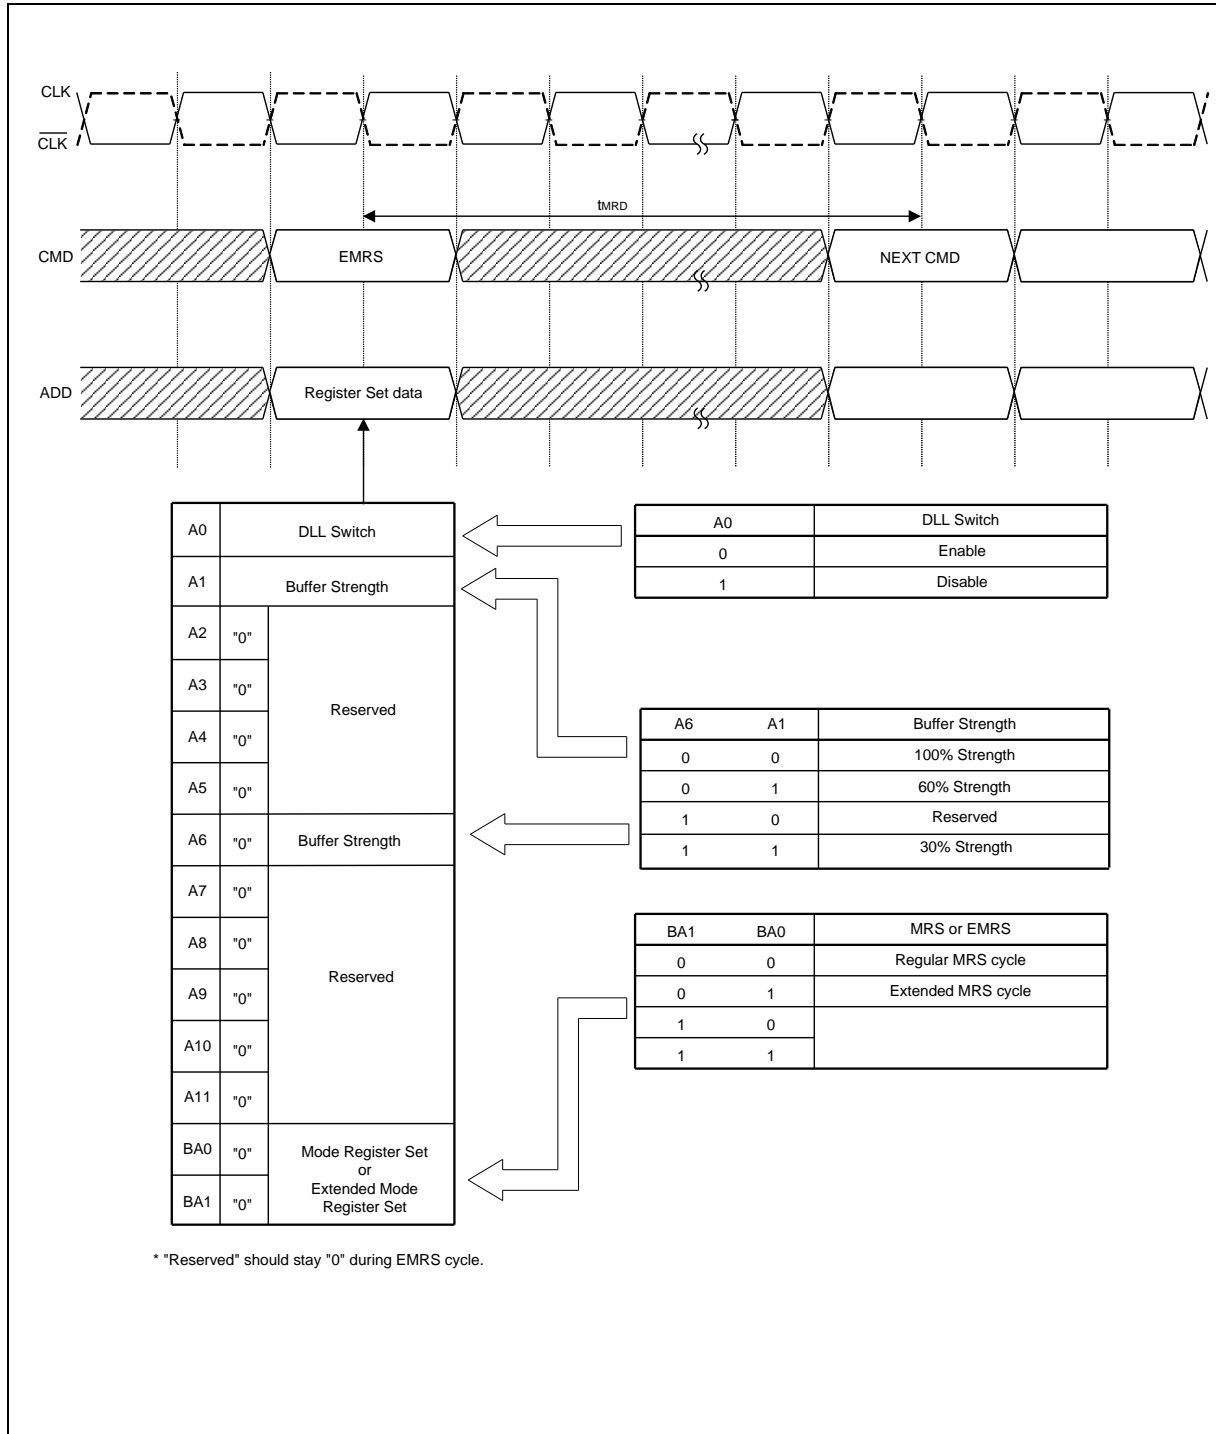 CLK
CLK
tMRD
CMD
EMRS
NEXT CMD
ADD
Register Set data
A0 DLL Switch
A1 Buffer Strength
A2 "0"
A3 "0"
Reserved
A4 "0"
A5 "0"
A6 "0" Buffer Strength
A7 "0"
A8 "0"
Reserved
A9 "0"
A10 "0"
A11 "0"
BA0 "0"
BA1 "0"
Mode Register Set
or
Extended Mode
Register Set
A0 DLL Switch
0 Enable
1 Disable
A6 A1 Buffer Strength
0 0 100% Strength
0 1 60% Strength
1 0 Reserved
1 1 30% Strength
BA1 BA0 MRS or EMRS
0 0 Regular MRS cycle
0 1 Extended MRS cycle
1 0
1 1
* "Reserved" should stay "0" during EMRS cycle.